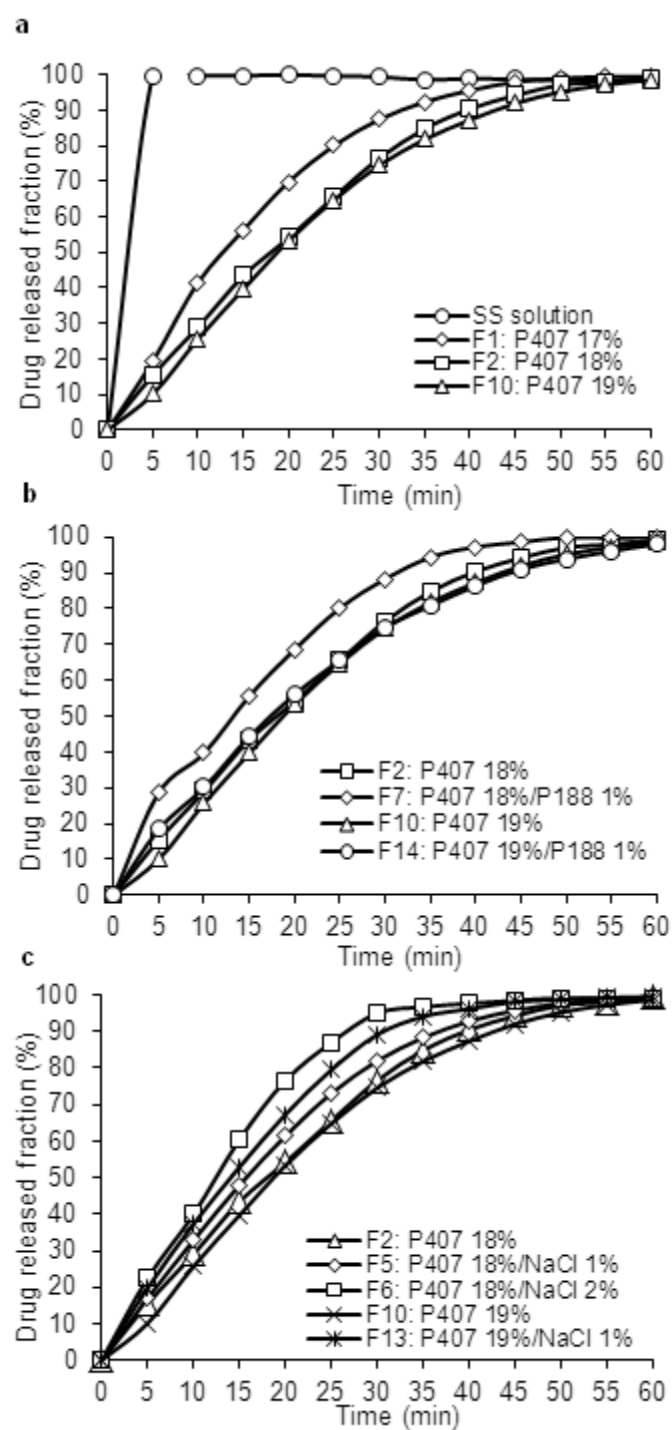 a
Drug released fraction (%)
100
90
80
70
60
50
40
30
20
10
0
SS solution
F1: P407 17%
F2: P407 18%
F10: P407 19%
0 5 10 15 20 25 30 35 40 45 50 55 60
Time (min)
b
Drug released fraction (%)
100
90
80
70
60
50
40
30
20
10
0
F2: P407 18%
F7: P407 18%/P188 1%
F10: P407 19%
F14: P407 19%/P188 1%
0 5 10 15 20 25 30 35 40 45 50 55 60
Time (min)
c
Drug released fraction (%)
100
90
80
70
60
50
40
30
20
10
0
F2: P407 18%
F5: P407 18%/NaCl 1%
F6: P407 18%/NaCl 2%
F10: P407 19%
F13: P407 19%/NaCl 1%
0 5 10 15 20 25 30 35 40 45 50 55 60
Time (min)